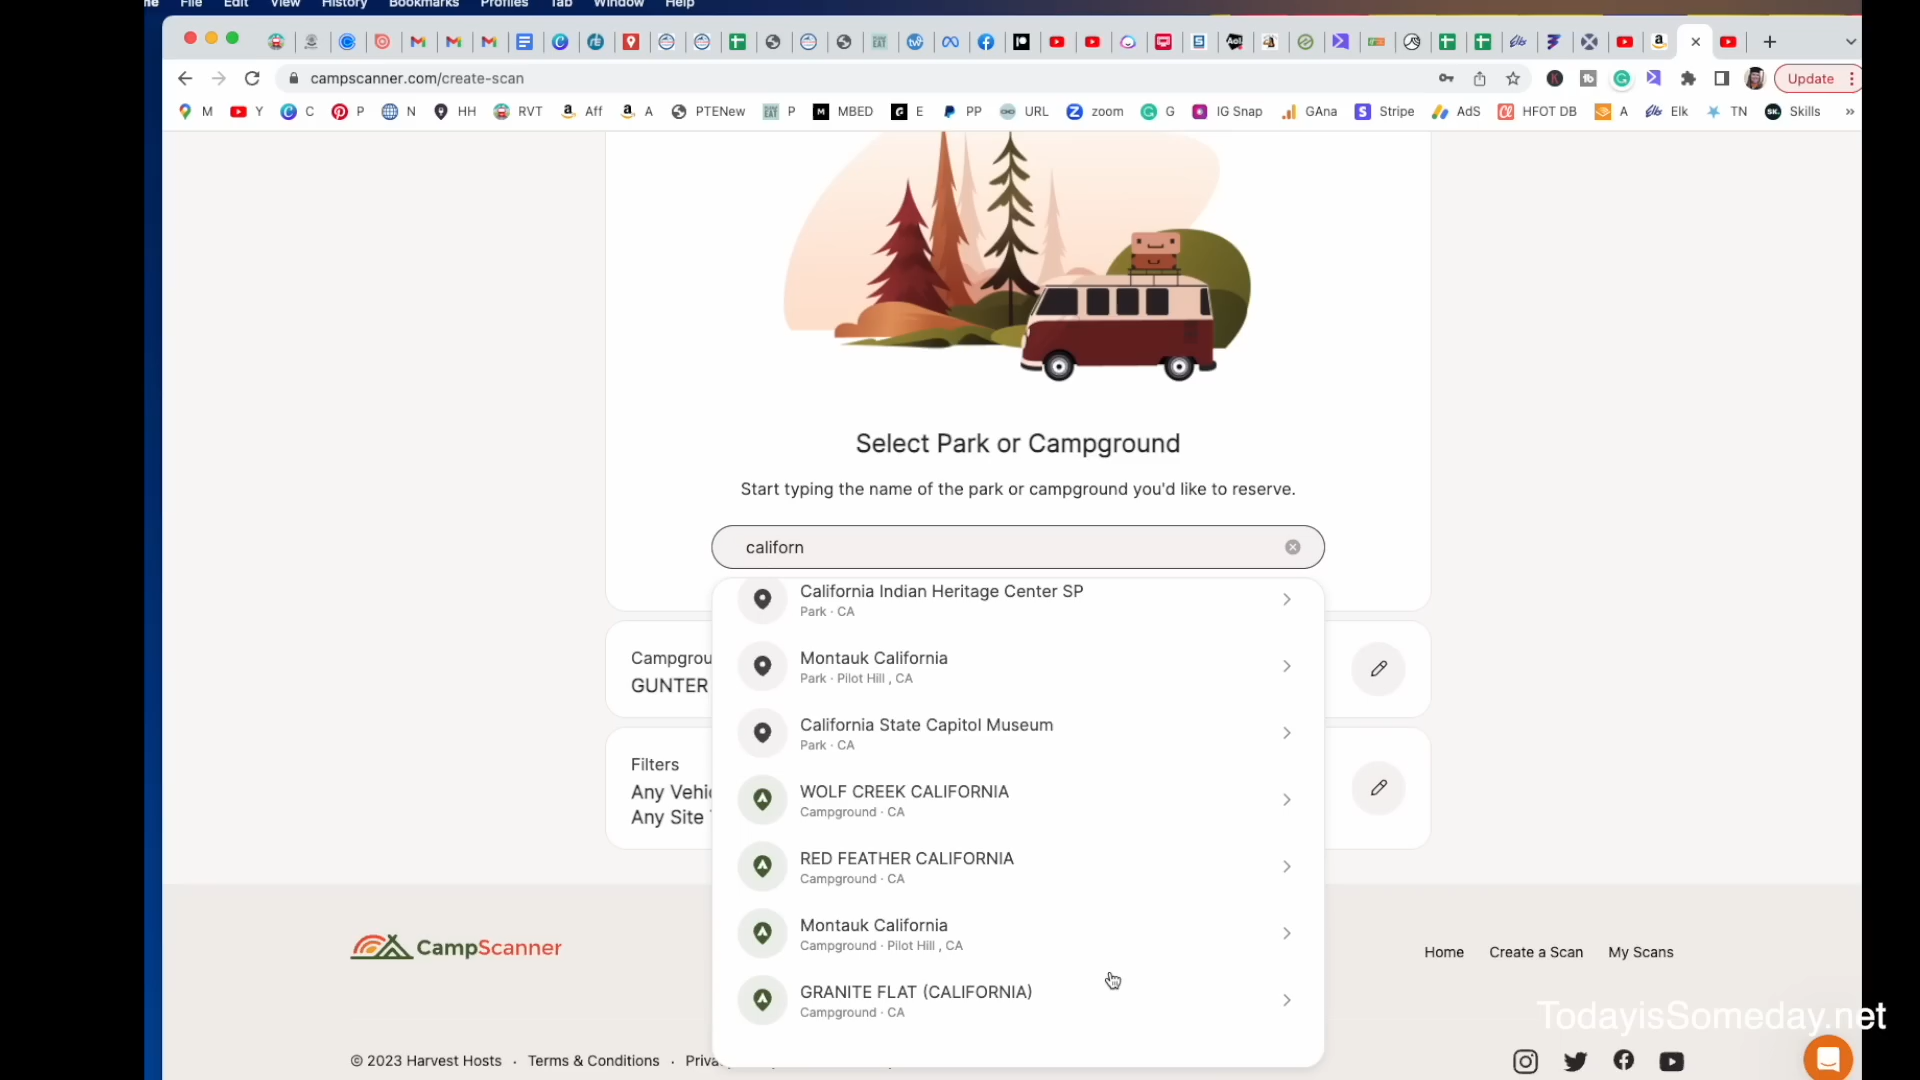 File Edit View History Bookmarks Profiles Tab Window Help
campscanner.com/create-scan
Update
M Y C P N HH RVT Aff A PTENew P MBED E PP URL zoom G IG Snap GAna Stripe AdS HFOT DB A Elk TN Skills »
Select Park or Campground
Start typing the name of the park or campground you'd like to reserve.
californ
California Indian Heritage Center SP
Park · CA
Montauk California
Park · Pilot Hill , CA
California State Capitol Museum
Park · CA
WOLF CREEK CALIFORNIA
Campground · CA
RED FEATHER CALIFORNIA
Campground · CA
Montauk California
Campground · Pilot Hill , CA
GRANITE FLAT (CALIFORNIA)
Campground · CA
Campgrou
GUNTER
Filters
Any Vehic
Any Site
CampScanner
Home Create a Scan My Scans
TodayisSomeday.net
© 2023 Harvest Hosts · Terms & Conditions · Priva